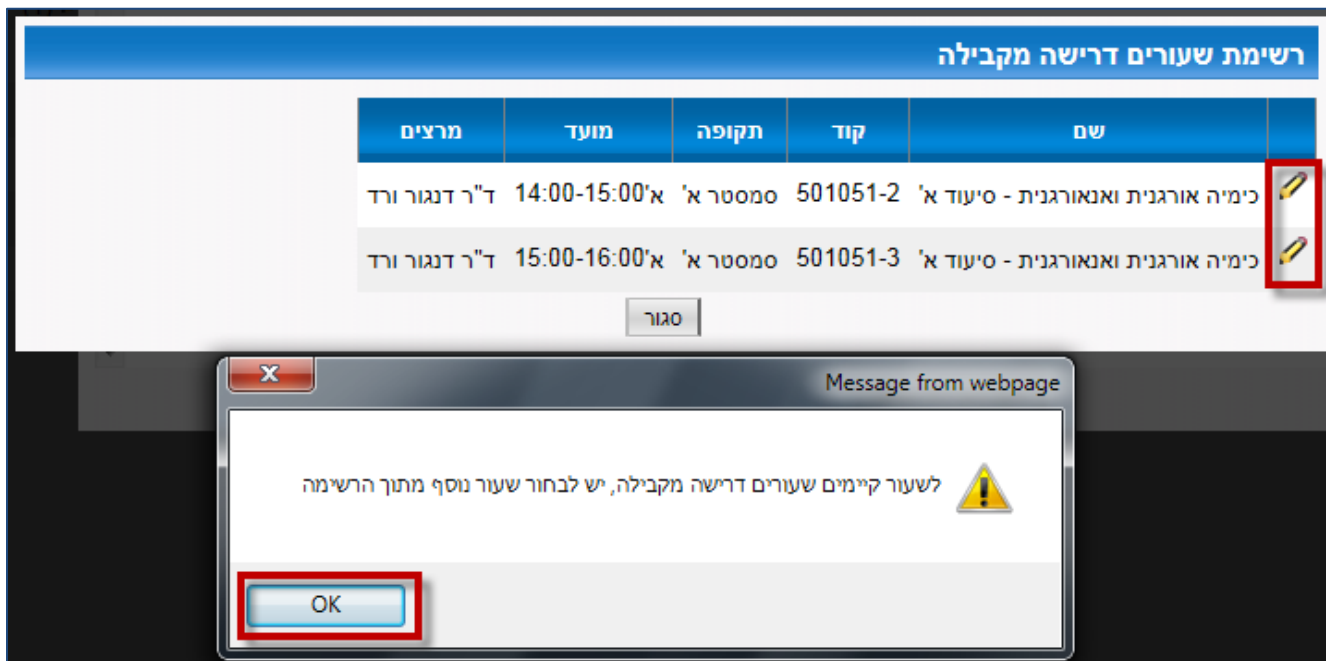 רשימת שעורים דרישה מקבילה
שם קוד תקופה מועד מרצים
כימיה אורגנית ואנאורגנית - סיעוד א' 501051-2 סמסטר א' א'14:00-15:00 ד"ר דנגור ורד
כימיה אורגנית ואנאורגנית - סיעוד א' 501051-3 סמסטר א' א'15:00-16:00 ד"ר דנגור ורד
סגור
Message from webpage
לשעור קיימים שעורים דרישה מקבילה, יש לבחור שעור נוסף מתוך הרשימה
OK